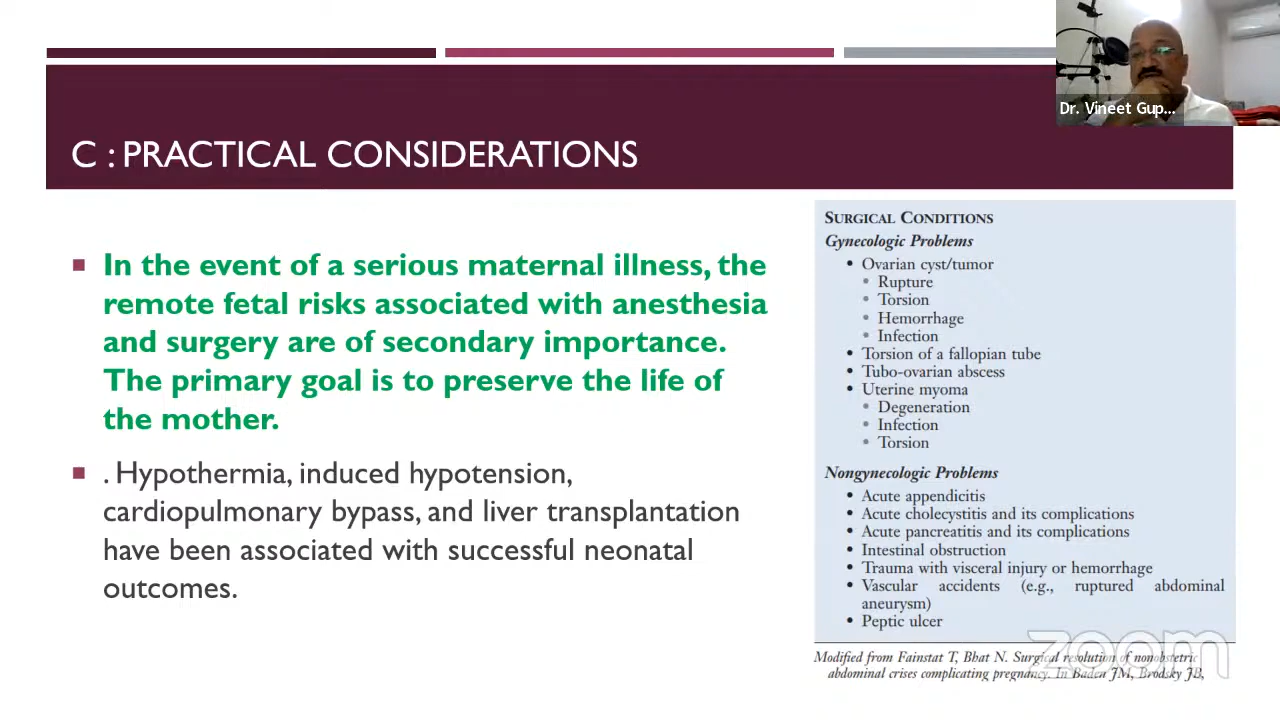 Dr. Vineet Gup...
C : PRACTICAL CONSIDERATIONS
In the event of a serious maternal illness, the
remote fetal risks associated with anesthesia
and surgery are of secondary importance.
The primary goal is to preserve the life of
the mother.
. Hypothermia, induced hypotension,
cardiopulmonary bypass, and liver transplantation
have been associated with successful neonatal
outcomes.
SURGICAL CONDITIONS
Gynecologic Problems
• Ovarian cyst/tumor
• Rupture
• Torsion
• Hemorrhage
• Infection
• Torsion of a fallopian tube
• Tubo-ovarian abscess
• Uterine myoma
• Degeneration
• Infection
• Torsion
Nongynecologic Problems
• Acute appendicitis
• Acute cholecystitis and its complications
• Acute pancreatitis and its complications
• Intestinal obstruction
• Trauma with visceral injury or hemorrhage
• Vascular accidents (e.g., ruptured abdominal
aneurysm)
• Peptic ulcer
Modified from Fainstat T, Bhat N. Surgical resolution of nonobstetric
abdominal crises complicating pregnancy. In Baden JM, Brodsky JB,
zoom